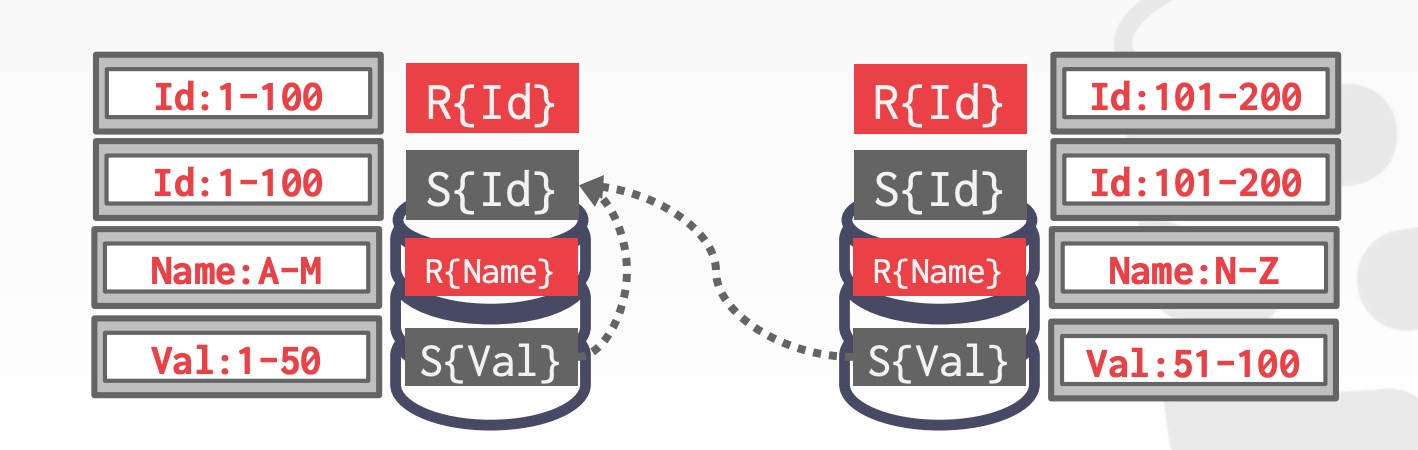 Id:1-100 R{Id} R{Id} Id:101-200
Id:1-100 S{Id} S{Id} Id:101-200
Name:A-M R{Name} R{Name} Name:N-Z
Val:1-50 S{Val} S{Val} Val:51-100